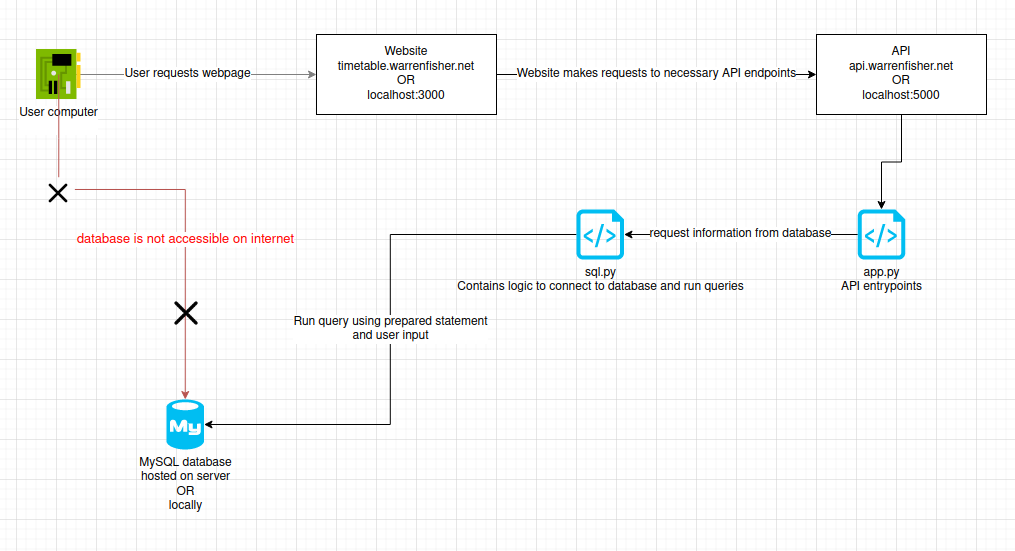 User computer
User requests webpage
Website
timetable.warrenfisher.net
OR
localhost:3000
Website makes requests to necessary API endpoints
API
api.warrenfisher.net
OR
localhost:5000
database is not accessible on internet
</>
sql.py
Contains logic to connect to database and run queries
request information from database
</>
app.py
API entrypoints
Run query using prepared statement
and user input
My
MySQL database
hosted on server
OR
locally